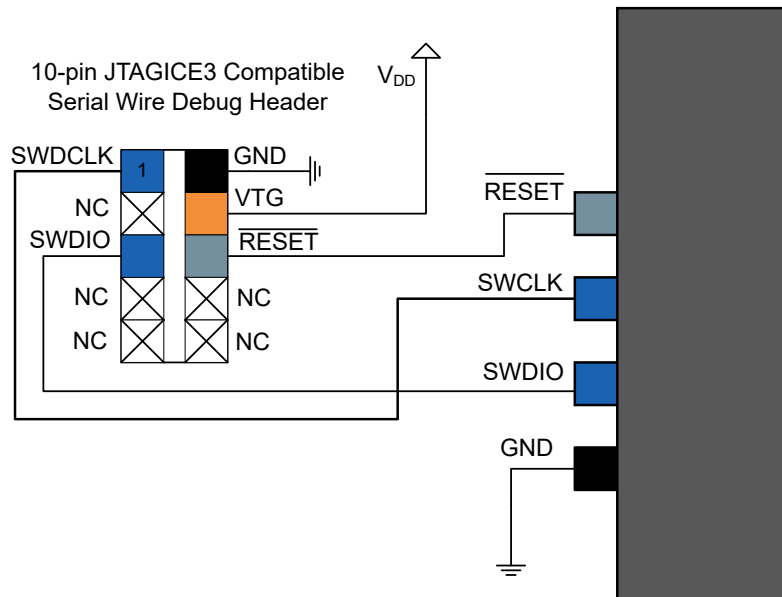 10-pin JTAGICE3 Compatible
Serial Wire Debug Header
VDD
SWDCLK
1
GND
NC
VTG
SWDIO
RESET
NC
NC
NC
NC
RESET
SWCLK
SWDIO
GND